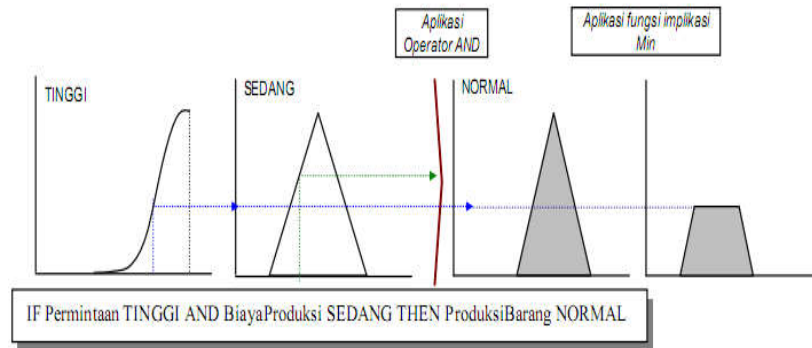 Aplikasi
Operator AND
Aplikasi fungsi implikasi
Min
TINGGI
SEDANG
NORMAL
IF Permintaan TINGGI AND BiayaProduksi SEDANG THEN ProduksiBarang NORMAL